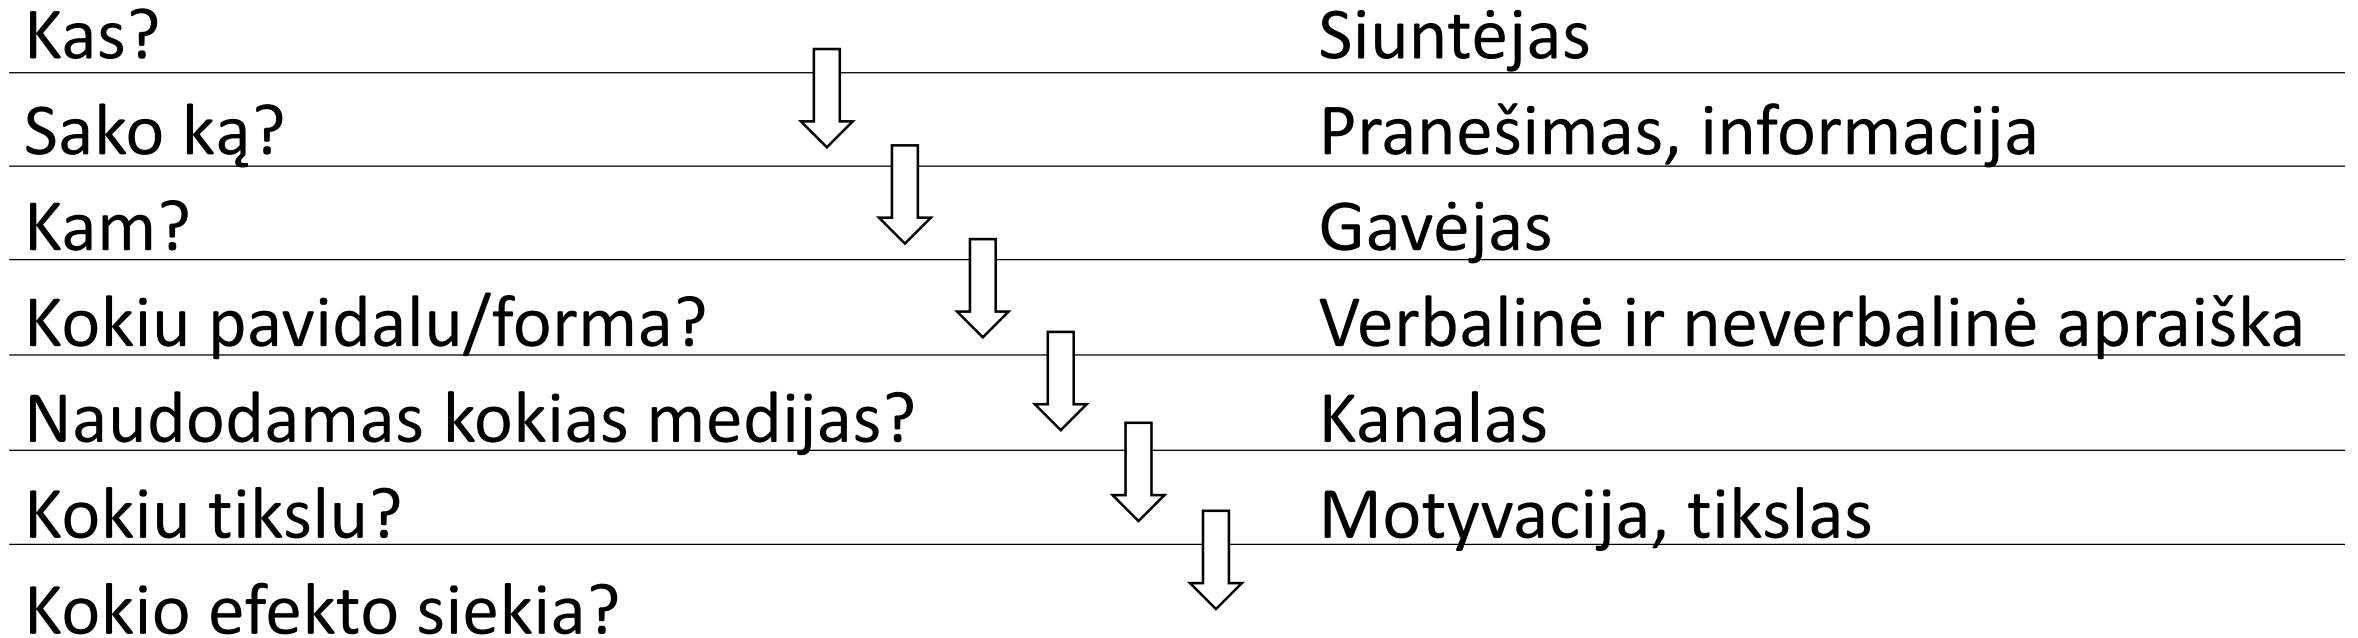 Kas? Siuntėjas
Sako ką? Pranešimas, informacija
Kam? Gavėjas
Kokiu pavidalu/forma? Verbalinė ir neverbalinė apraiška
Naudodamas kokias medijas? Kanalas
Kokiu tikslu? Motyvacija, tikslas
Kokio efekto siekia?